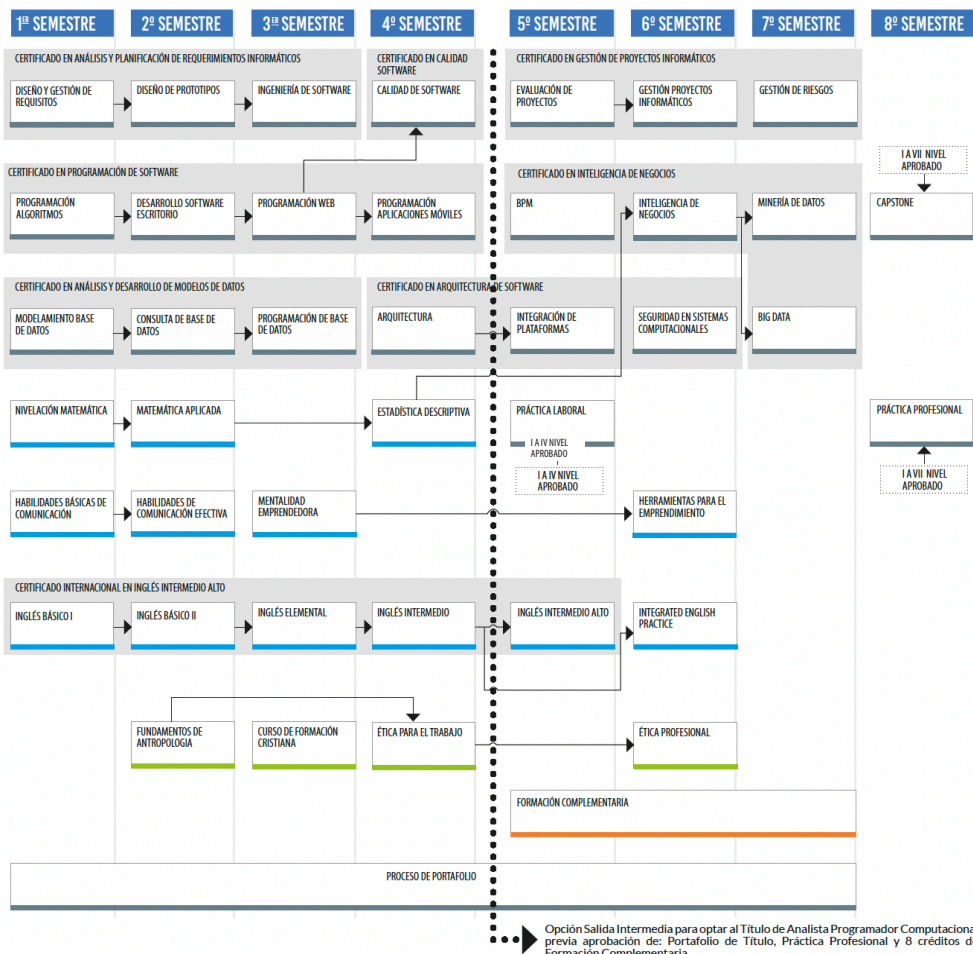 1ER SEMESTRE
2º SEMESTRE
3ER SEMESTRE
4º SEMESTRE
5º SEMESTRE
6º SEMESTRE
7º SEMESTRE
8º SEMESTRE
CERTIFICADO EN ANÁLISIS Y PLANIFICACIÓN DE REQUERIMIENTOS INFORMÁTICOS
CERTIFICADO EN CALIDAD
SOFTWARE
CERTIFICADO EN GESTIÓN DE PROYECTOS INFORMÁTICOS
DISEÑO Y GESTIÓN DE
REQUISITOS
DISEÑO DE PROTOTIPOS
INGENIERÍA DE SOFTWARE
CALIDAD DE SOFTWARE
EVALUACIÓN DE
PROYECTOS
GESTIÓN PROYECTOS
INFORMÁTICOS
GESTIÓN DE RIESGOS
I A VII NIVEL
APROBADO
CERTIFICADO EN PROGRAMACIÓN DE SOFTWARE
CERTIFICADO EN INTELIGENCIA DE NEGOCIOS
PROGRAMACIÓN
ALGORITMOS
DESARROLLO SOFTWARE
ESCRITORIO
PROGRAMACIÓN WEB
PROGRAMACIÓN
APLICACIONES MÓVILES
BPM
INTELIGENCIA DE
NEGOCIOS
MINERÍA DE DATOS
CAPSTONE
CERTIFICADO EN ANÁLISIS Y DESARROLLO DE MODELOS DE DATOS
CERTIFICADO EN ARQUITECTURA DE SOFTWARE
MODELAMIENTO BASE
DE DATOS
CONSULTA DE BASE DE
DATOS
PROGRAMACIÓN DE BASE
DE DATOS
ARQUITECTURA
INTEGRACIÓN DE
PLATAFORMAS
SEGURIDAD EN SISTEMAS
COMPUTACIONALES
BIG DATA
NIVELACIÓN MATEMÁTICA
MATEMÁTICA APLICADA
ESTADÍSTICA DESCRIPTIVA
PRÁCTICA LABORAL
I A IV NIVEL
APROBADO
I A IV NIVEL
APROBADO
PRÁCTICA PROFESIONAL
I A VII NIVEL
APROBADO
HABILIDADES BÁSICAS DE
COMUNICACIÓN
HABILIDADES DE
COMUNICACIÓN EFECTIVA
MENTALIDAD
EMPRENDEDORA
HERRAMIENTAS PARA EL
EMPRENDIMIENTO
CERTIFICADO INTERNACIONAL EN INGLÉS INTERMEDIO ALTO
INGLÉS BÁSICO I
INGLÉS BÁSICO II
INGLÉS ELEMENTAL
INGLÉS INTERMEDIO
INGLÉS INTERMEDIO ALTO
INTEGRATED ENGLISH
PRACTICE
FUNDAMENTOS DE
ANTROPOLOGIA
CURSO DE FORMACIÓN
CRISTIANA
ÉTICA PARA EL TRABAJO
ÉTICA PROFESIONAL
FORMACIÓN COMPLEMENTARIA
PROCESO DE PORTAFOLIO
Opción Salida Intermedia para optar al Título de Analista Programador Computaciona
previa aprobación de: Portafolio de Título, Práctica Profesional y 8 créditos d
Formación Complementaria